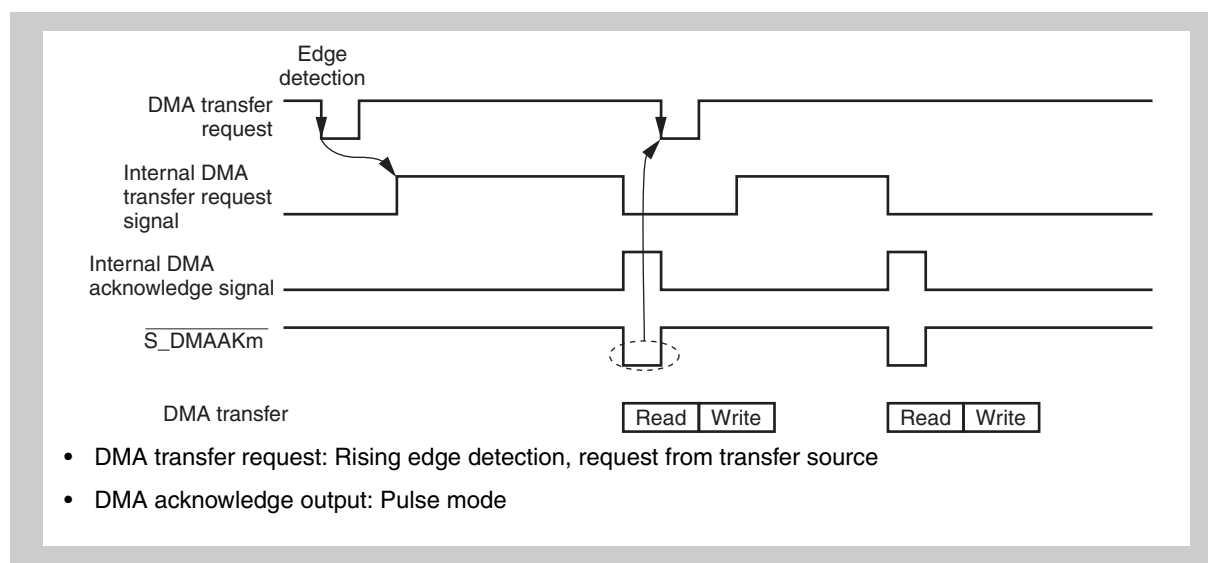 Edge
detection
DMA transfer
request
Internal DMA
transfer request
signal
Internal DMA
acknowledge signal
S_DMAAKm
DMA transfer
Read Write Read Write
• DMA transfer request: Rising edge detection, request from transfer source
• DMA acknowledge output: Pulse mode